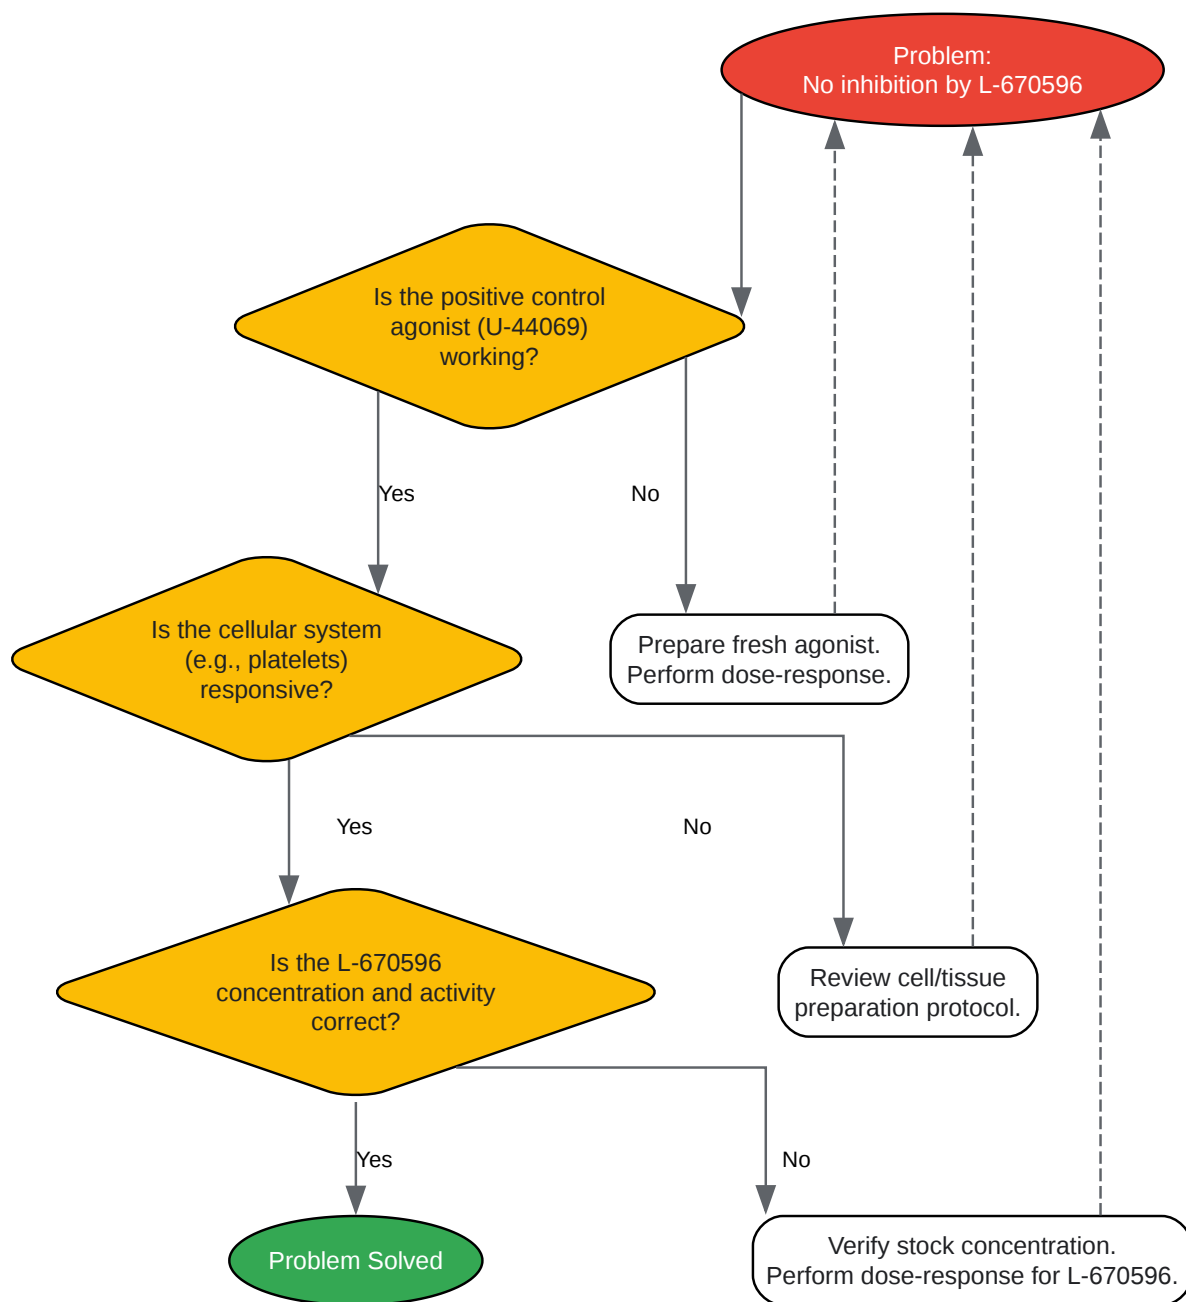 Problem:
No inhibition by L-670596
Is the positive control
agonist (U-44069)
working?
Yes
No
Is the cellular system
(e.g., platelets)
responsive?
Prepare fresh agonist.
Perform dose-response.
Yes
No
Is the L-670596
concentration and activity
correct?
Review cell/tissue
preparation protocol.
Yes
No
Problem Solved
Verify stock concentration.
Perform dose-response for L-670596.